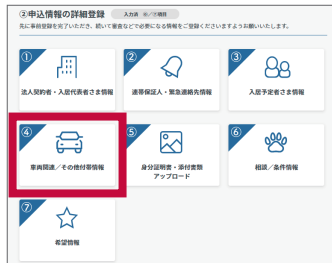 ②申込情報の詳細登録 入力済 ※／※項目
先に事前登録を完了していただき、続いて審査などで必要になる情報をご登録くださいますようお願いいたします。
①
法人契約者・入居代表者さま情報
②
連帯保証人・緊急連絡先情報
③
入居予定者さま情報
④
車両関連／その他付帯情報
⑤
身分証明書・添付書類
アップロード
⑥
相談／条件情報
⑦
希望情報